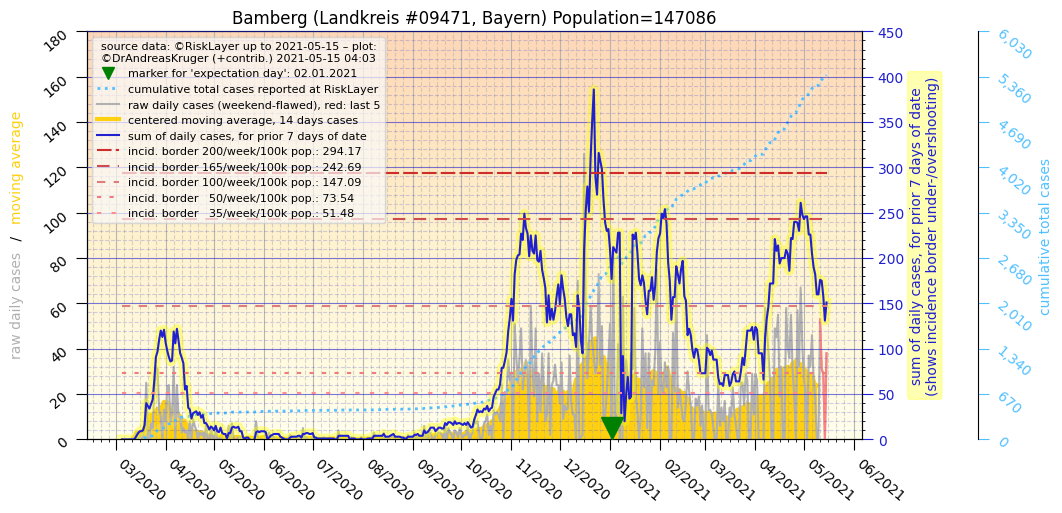 Bamberg (Landkreis #09471, Bayern) Population=147086
source data: ©RiskLayer up to 2021-05-15 – plot:
©DrAndreasKruger (+contrib.) 2021-05-15 04:03
marker for 'expectation day': 02.01.2021
cumulative total cases reported at RiskLayer
raw daily cases (weekend-flawed), red: last 5
centered moving average, 14 days cases
sum of daily cases, for prior 7 days of date
incid. border 200/week/100k pop.: 294.17
incid. border 165/week/100k pop.: 242.69
incid. border 100/week/100k pop.: 147.09
incid. border   50/week/100k pop.: 73.54
incid. border   35/week/100k pop.: 51.48
raw daily cases  /  moving average
180
160
140
120
100
80
60
40
20
0
03/2020
04/2020
05/2020
06/2020
07/2020
08/2020
09/2020
10/2020
11/2020
12/2020
01/2021
02/2021
03/2021
04/2021
05/2021
06/2021
450
400
350
300
250
200
150
100
50
0
sum of daily cases, for prior 7 days of date
(shows incidence border under-/overshooting)
6,030
5,360
4,690
4,020
3,350
2,680
2,010
1,340
670
0
cumulative total cases